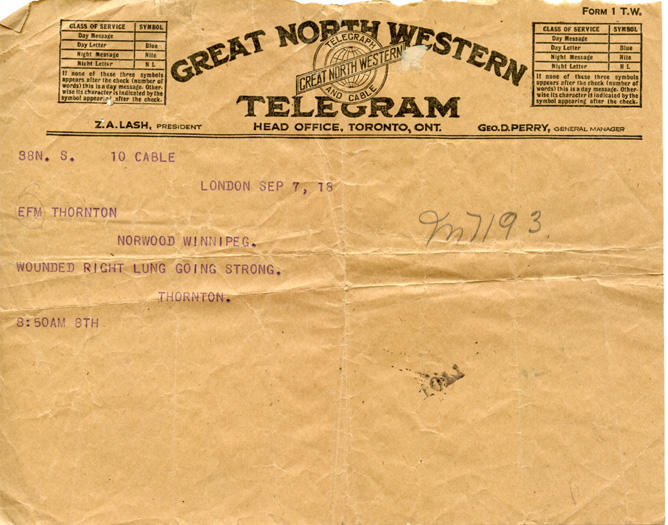 FORM 1 T.W.
CLASS OF SERVICE SYMBOL
Day Message
Day Letter Blue
Night Message Nite
Night Letter N L
If none of these three symbols
appears after the check (number of
words) this is a day message. Other-
wise its character is indicated by the
symbol appearing after the check.
GREAT NORTH WESTERN
TELEGRAPH
GREAT NORTH WESTERN
AND CABLE
TELEGRAM
CLASS OF SERVICE SYMBOL
Day Message
Day Letter Blue
Night Message Nite
Night Letter N L
If none of these three symbols
appears after the check (number of
words) this is a day message. Other-
wise its character is indicated by the
symbol appearing after the check.
Z.A. LASH, PRESIDENT HEAD OFFICE, TORONTO, ONT. GEO. D. PERRY, GENERAL MANAGER
38N. S. 10 CABLE
LONDON SEP 7, 18
EFM THORNTON
NORWOOD WINNIPEG.
WOUNDED RIGHT LUNG GOING STRONG.
THORNTON.
8:50AM 8TH